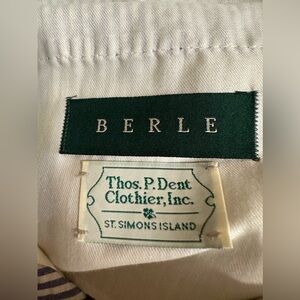 BERLE
Thos. P. Dent
Clothier, Inc.
ST. SIMONS ISLAND